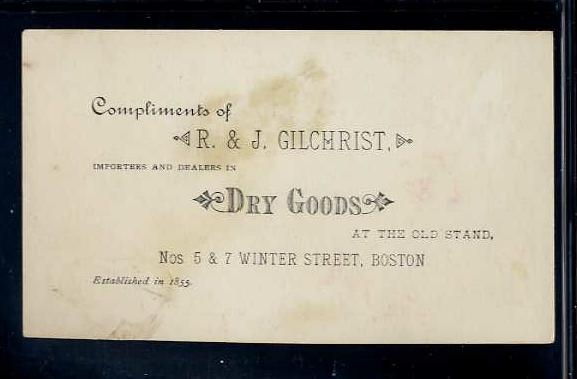 Compliments of
R. & J. GILCHRIST,
IMPORTERS AND DEALERS IN
DRY GOODS
AT THE OLD STAND,
Nos 5 & 7 WINTER STREET, BOSTON
Established in 1855.